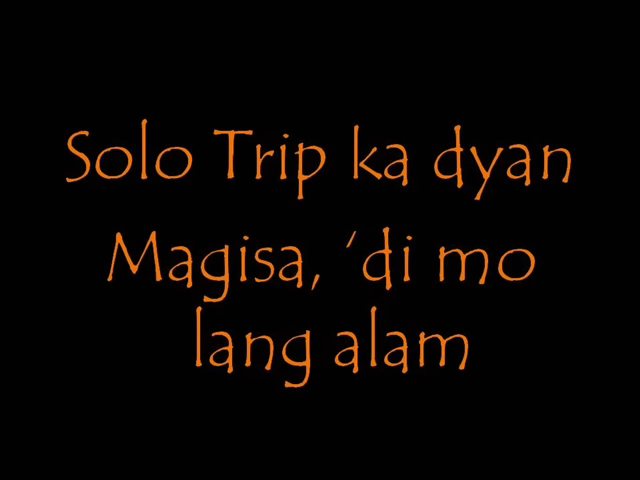 Solo Trip ka dyan
Magisa, ‘di mo
lang alam